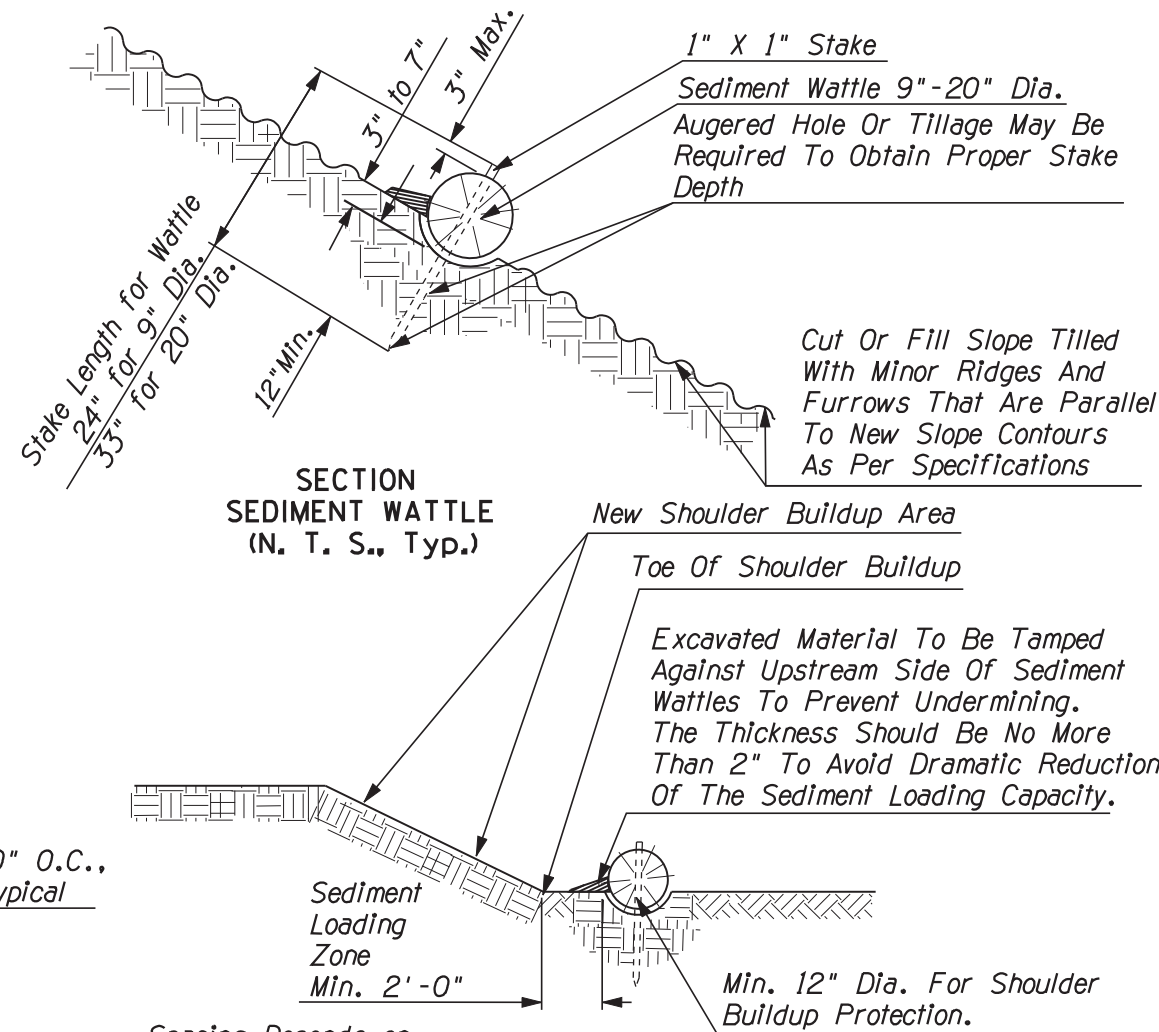 3" to 7"
3" Max.
1" X 1" Stake
Sediment Wattle 9"-20" Dia.
Augered Hole Or Tillage May Be
Required To Obtain Proper Stake
Depth
Stake Length for Wattle
24" for 9" Dia.
33" for 20" Dia.
12"Min.
Cut Or Fill Slope Tilled
With Minor Ridges And
Furrows That Are Parallel
To New Slope Contours
As Per Specifications
SECTION
SEDIMENT WATTLE
(N. T. S., Typ.)
New Shoulder Buildup Area
Toe Of Shoulder Buildup
Excavated Material To Be Tamped
Against Upstream Side Of Sediment
Wattles To Prevent Undermining.
The Thickness Should Be No More
Than 2" To Avoid Dramatic Reduction
Of The Sediment Loading Capacity.
0" O.C.,
ypical
Sediment
Loading
Zone
Min. 2'-0"
Min. 12" Dia. For Shoulder
Buildup Protection.